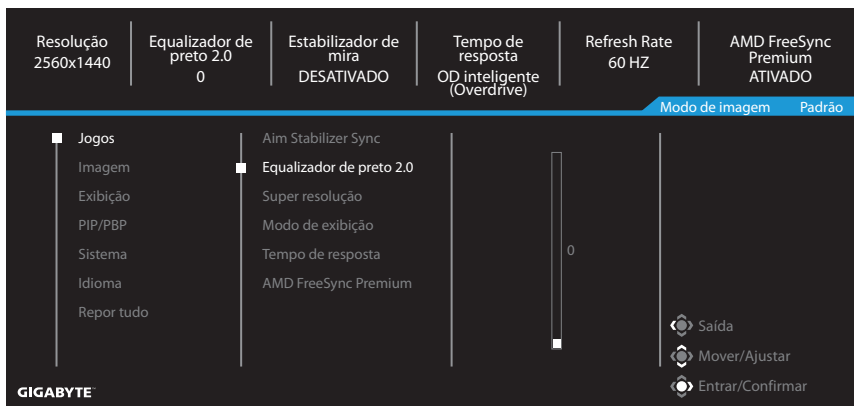 Resolução
2560x1440
Equalizador de
preto 2.0
0
Estabilizador de
mira
DESATIVADO
Tempo de
resposta
OD inteligente
(Overdrive)
Refresh Rate
60 HZ
AMD FreeSync
Premium
ATIVADO
Modo de imagem Padrão
Jogos
Imagem
Exibição
PIP/PBP
Sistema
Idioma
Repor tudo
Aim Stabilizer Sync
Equalizador de preto 2.0
Super resolução
Modo de exibição
Tempo de resposta
AMD FreeSync Premium
0
Saída
Mover/Ajustar
Entrar/Confirmar
GIGABYTE™